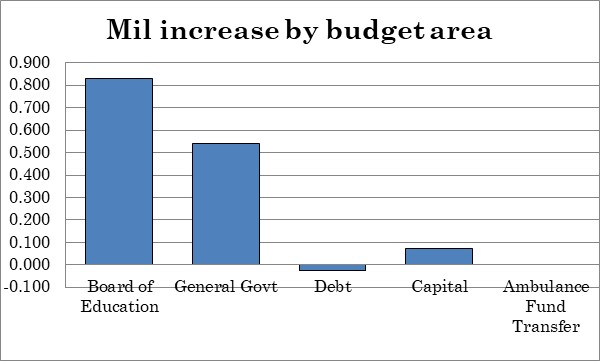 Mil increase by budget area
0.900
0.800
0.700
0.600
0.500
0.400
0.300
0.200
0.100
0.000
-0.100
Board of Education
General Govt
Debt
Capital
Ambulance Fund Transfer